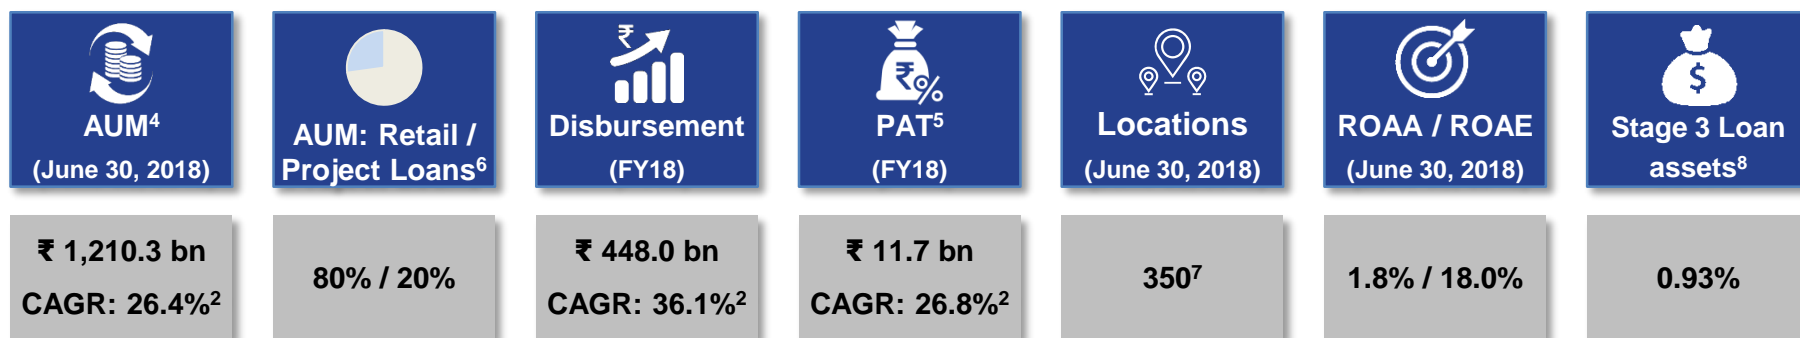 ₹
₹
%
$
AUM⁴
(June 30, 2018)
AUM: Retail /
Project Loans⁶
Disbursement
(FY18)
PAT⁵
(FY18)
Locations
(June 30, 2018)
ROAA / ROAE
(June 30, 2018)
Stage 3 Loan
assets⁸
₹ 1,210.3 bn
CAGR: 26.4%²
80% / 20%
₹ 448.0 bn
CAGR: 36.1%²
₹ 11.7 bn
CAGR: 26.8%²
350⁷
1.8% / 18.0%
0.93%